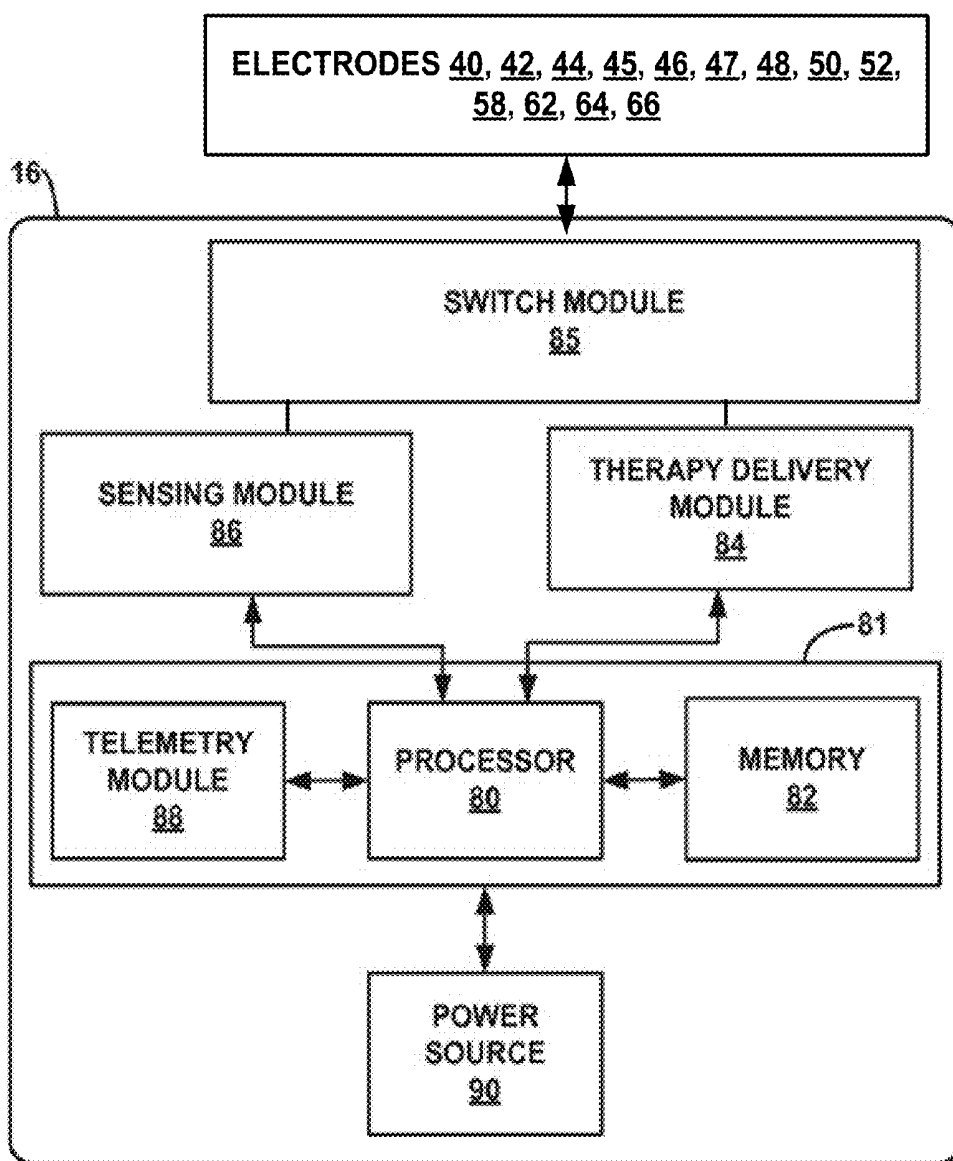 ELECTRODES 40, 42, 44, 45, 46, 47, 48, 50, 52,
58, 62, 64, 66
16
SWITCH MODULE
85
SENSING MODULE
86
THERAPY DELIVERY
MODULE
84
81
TELEMETRY
MODULE
88
PROCESSOR
80
MEMORY
82
POWER
SOURCE
90